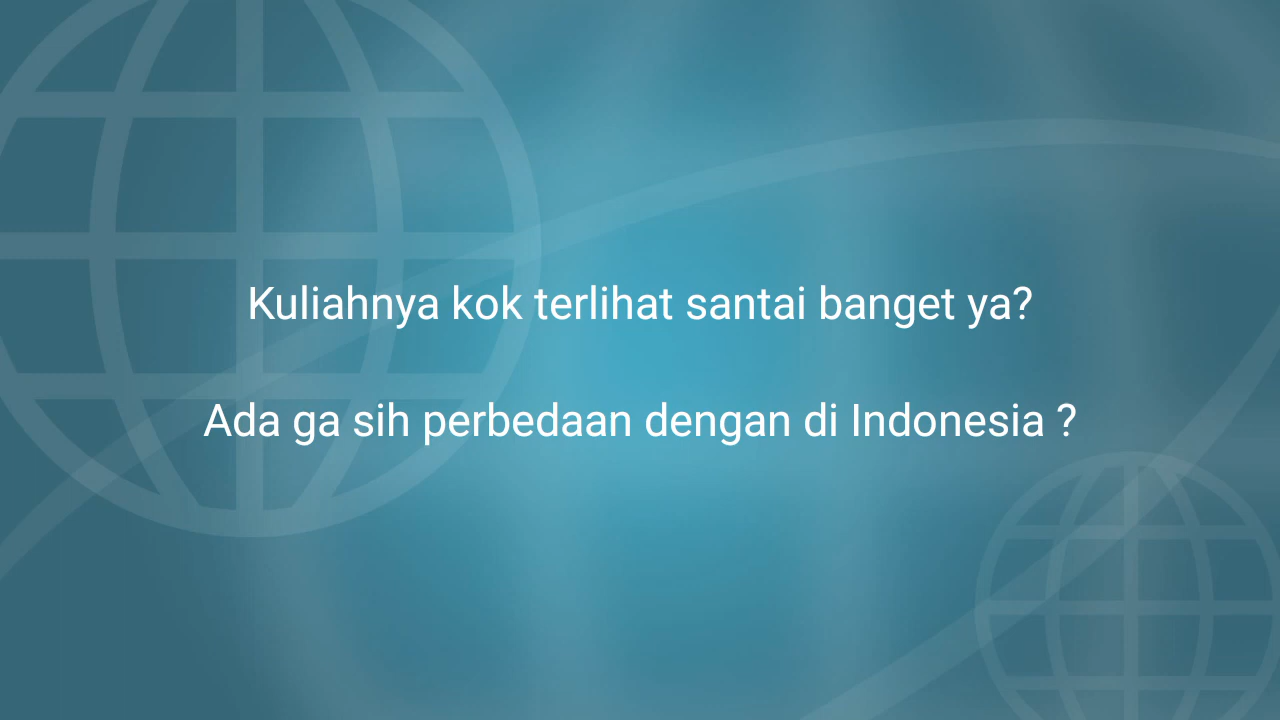 Kuliahnya kok terlihat santai banget ya?
Ada ga sih perbedaan dengan di Indonesia ?